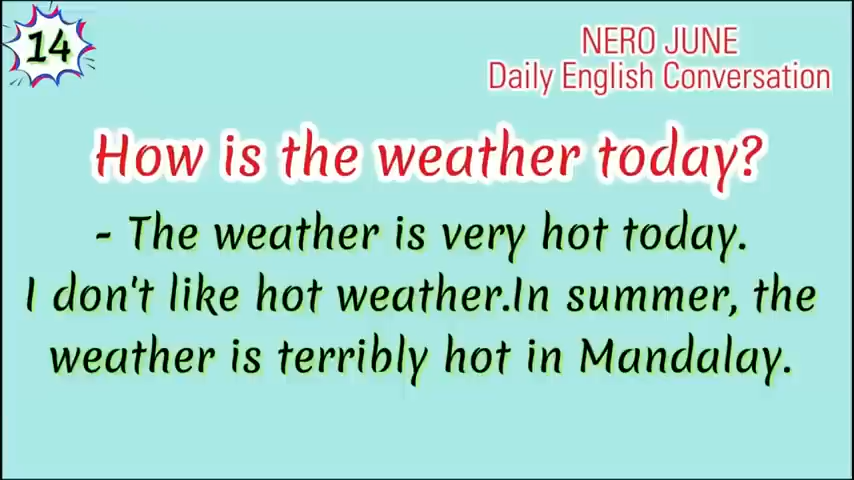 14
NERO JUNE
Daily English Conversation
How is the weather today?
- The weather is very hot today.
I don't like hot weather.In summer, the
weather is terribly hot in Mandalay.